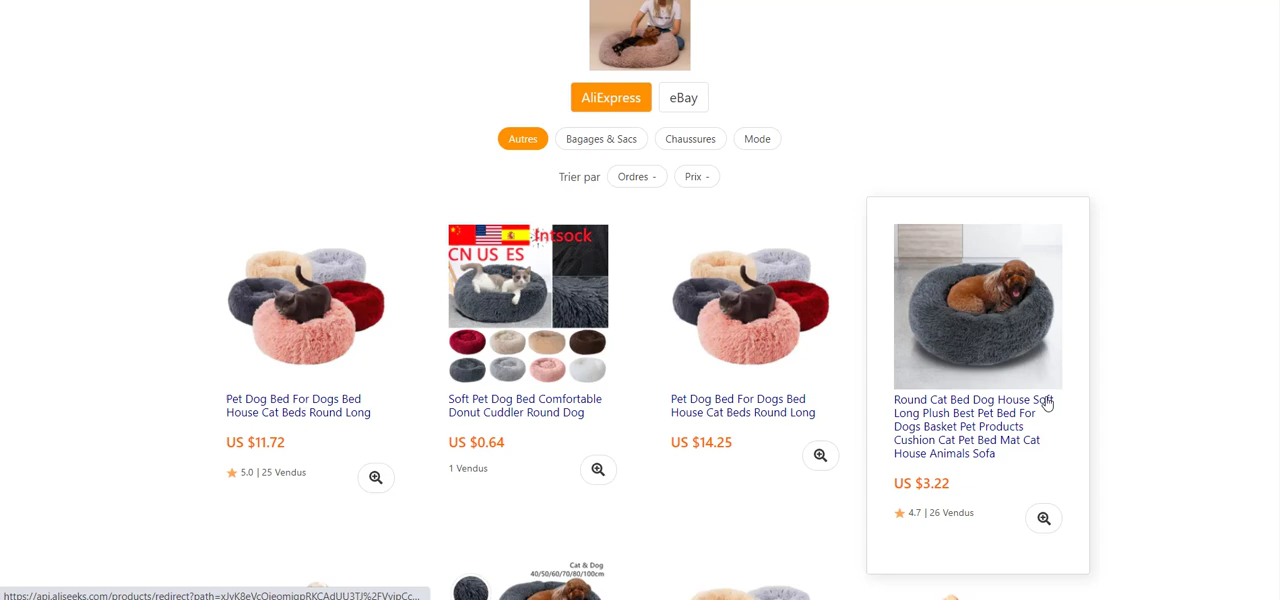 AliExpress
eBay
Autres
Bagages & Sacs
Chaussures
Mode
Trier par
Ordres -
Prix -
Intsock
CN US ES
Pet Dog Bed For Dogs Bed
House Cat Beds Round Long
US $11.72
5.0 | 25 Vendus
Soft Pet Dog Bed Comfortable
Donut Cuddler Round Dog
US $0.64
1 Vendus
Pet Dog Bed For Dogs Bed
House Cat Beds Round Long
US $14.25
Round Cat Bed Dog House Soft
Long Plush Best Pet Bed For
Dogs Basket Pet Products
Cushion Cat Pet Bed Mat Cat
House Animals Sofa
US $3.22
4.7 | 26 Vendus
Cat & Dog
40/50/60/70/80/100cm